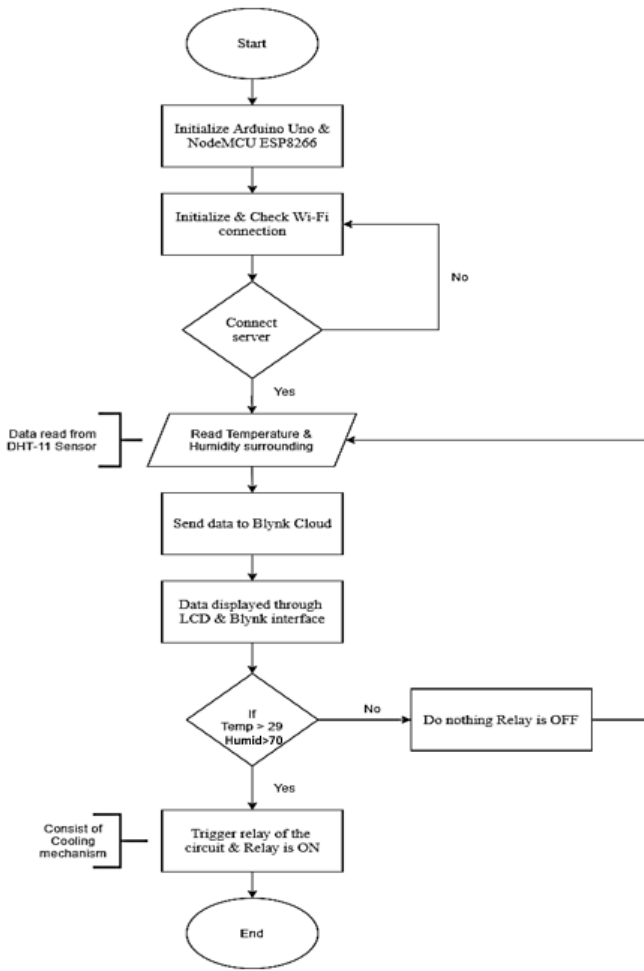 Start
Initialize Arduino Uno &
NodeMCU ESP8266
Initialize & Check Wi-Fi
connection
No
Connect
server
Yes
Data read from
DHT-11 Sensor
Read Temperature &
Humidity surrounding
Send data to Blynk Cloud
Data displayed through
LCD & Blynk interface
If
Temp > 29
Humid>70
No
Do nothing Relay is OFF
Yes
Consist of
Cooling
mechanism
Trigger relay of the
circuit & Relay is ON
End